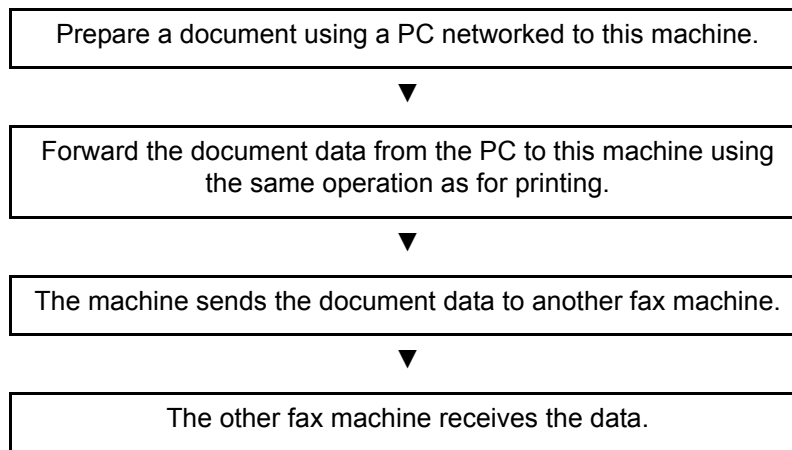 Prepare a document using a PC networked to this machine.
▼
Forward the document data from the PC to this machine using
the same operation as for printing.
▼
The machine sends the document data to another fax machine.
▼
The other fax machine receives the data.